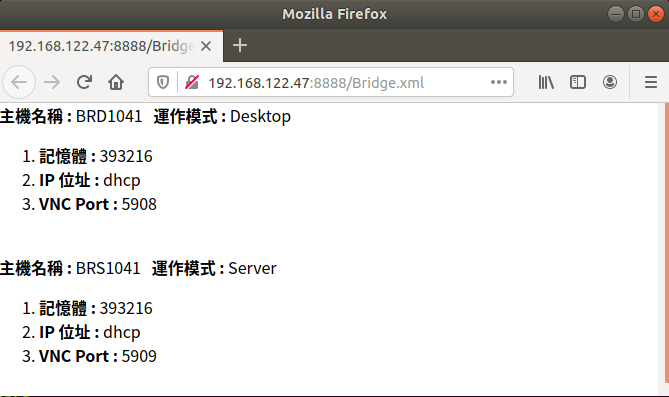 Mozilla Firefox
192.168.122.47:8888/Bridge
192.168.122.47:8888/Bridge.xml
主機名稱 : BRD1041 運作模式 : Desktop
1. 記憶體 : 393216
2. IP 位址 : dhcp
3. VNC Port : 5908
主機名稱 : BRS1041 運作模式 : Server
1. 記憶體 : 393216
2. IP 位址 : dhcp
3. VNC Port : 5909